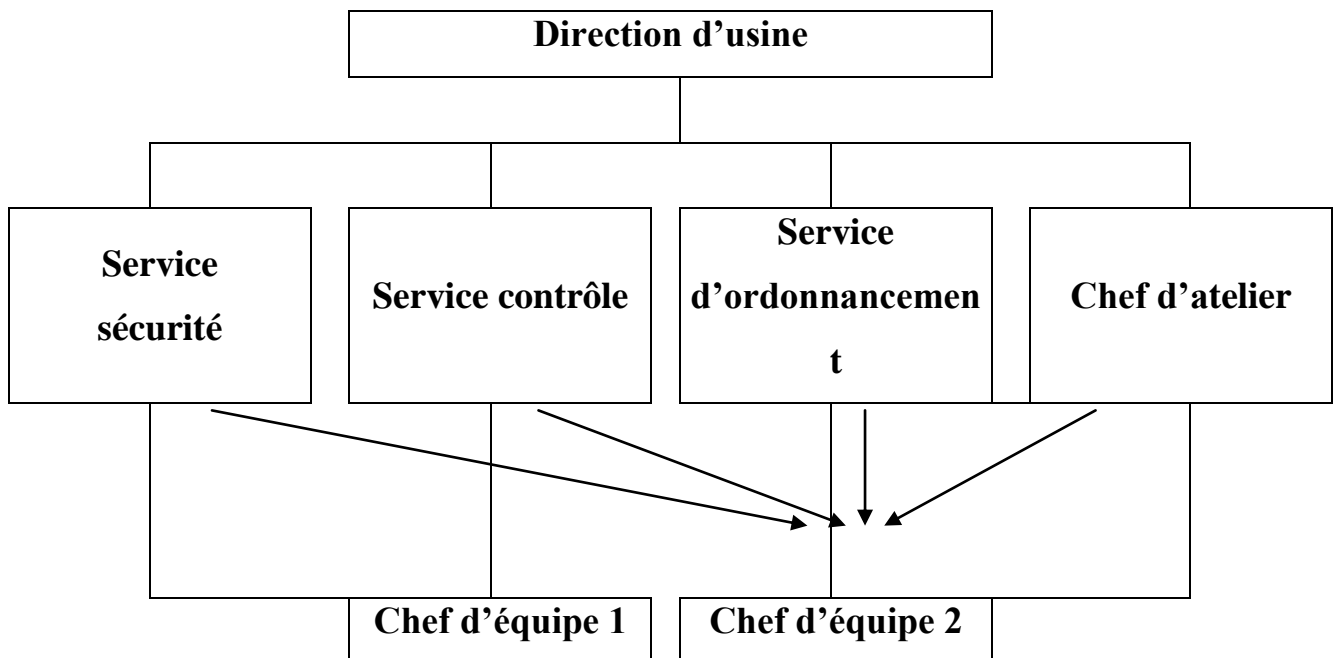 Direction d’usine
Service
sécurité
Service contrôle
Service
d’ordonnancemen
t
Chef d’atelier
Chef d’équipe 1
Chef d’équipe 2